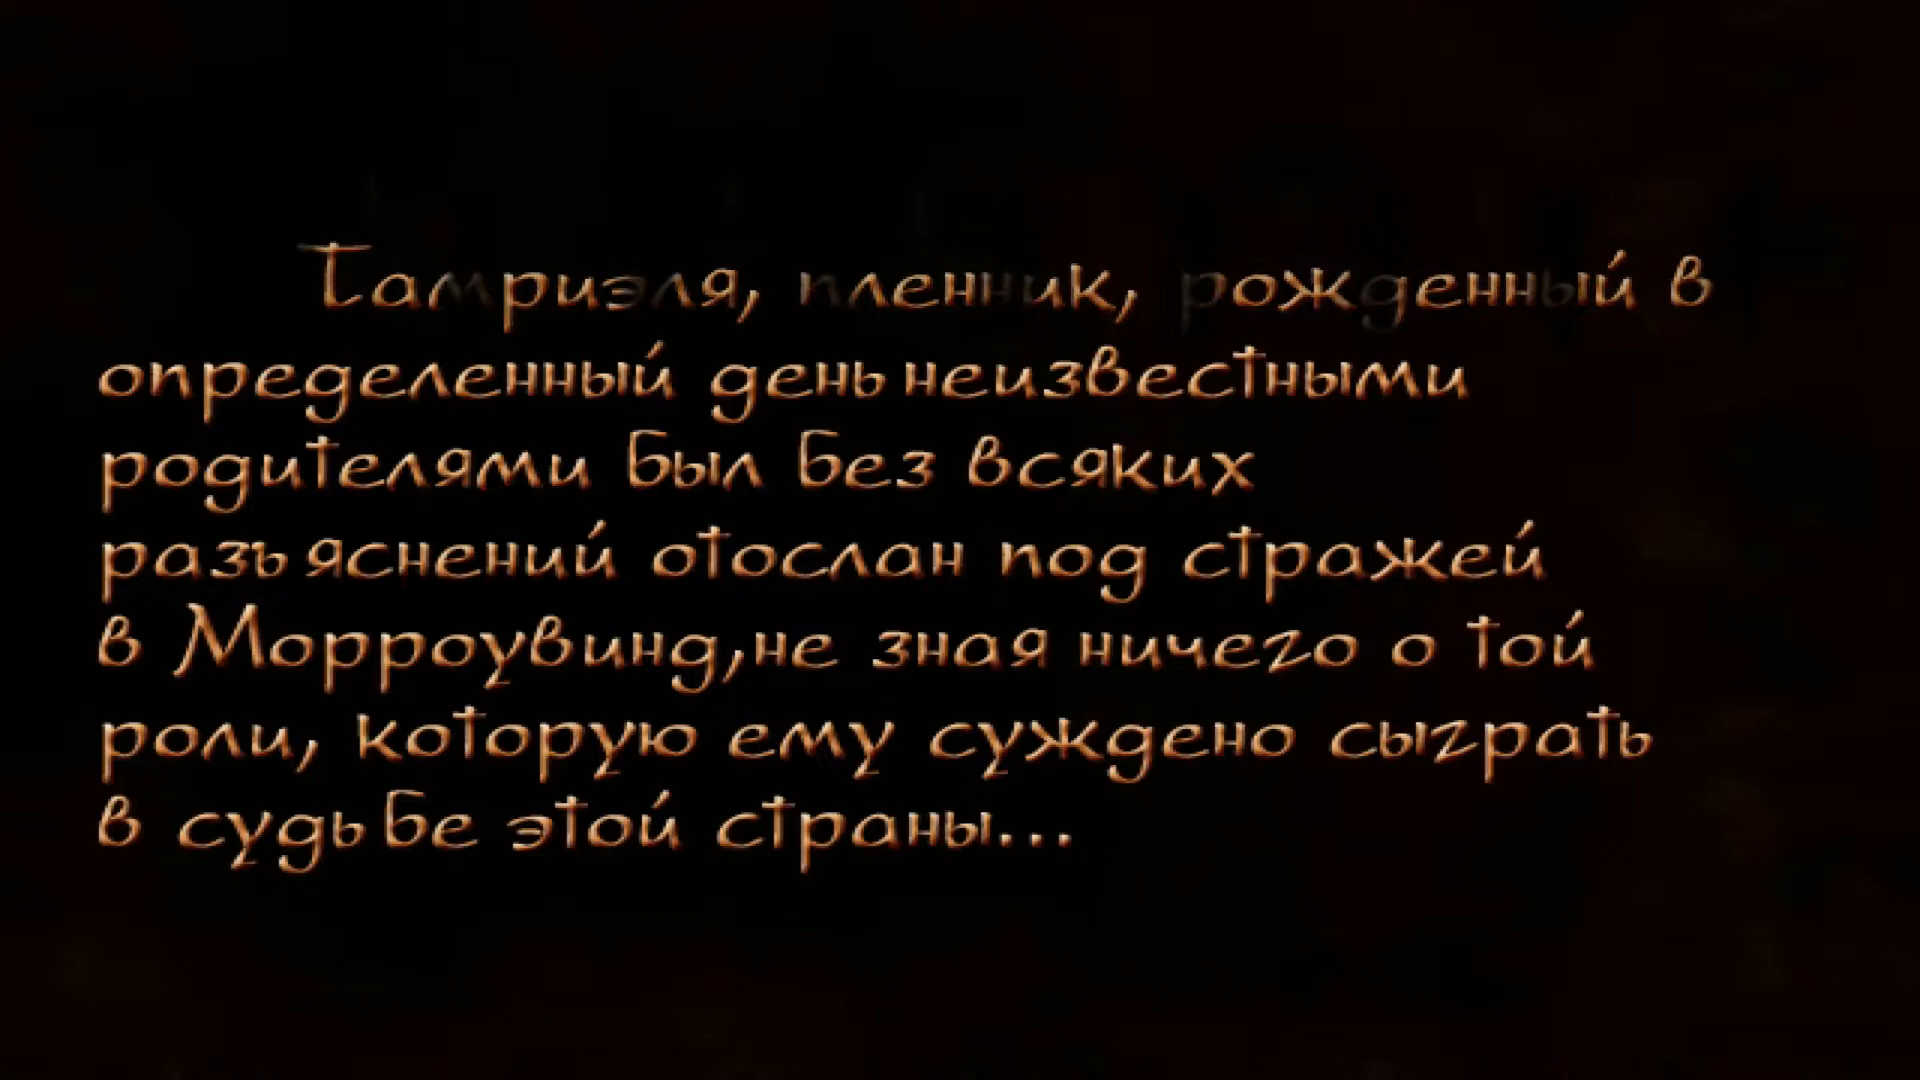 Тамриэля, пленник, рожденный в
определенный день неизвестными
родителями был без всяких
разъяснений отослан под стражей
в Морроувинд, не зная ничего о той
роли, которую ему суждено сыграть
в судьбе этой страны...